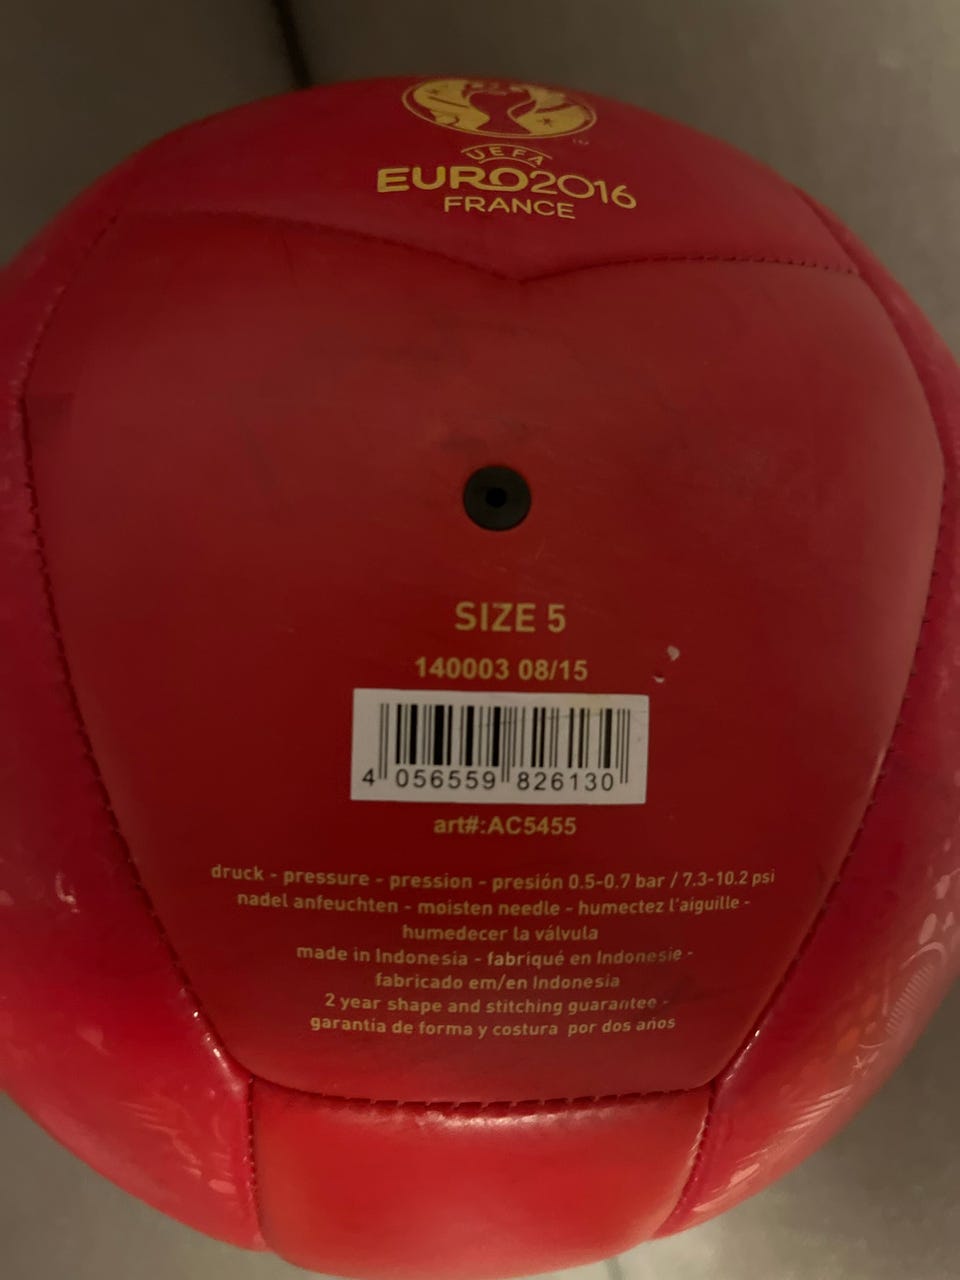 UEFA
EURO2016
FRANCE
SIZE 5
140003 08/15
4 056559 826130
art#:AC5455
druck - pressure - pression - presión 0.5-0.7 bar / 7.3-10.2 psi
nadel anfeuchten - moisten needle - humectez l'aiguille -
humedecer la válvula
made in Indonesia - fabriqué en Indonesie -
fabricado em/en Indonesia
2 year shape and stitching guarantee -
garantía de forma y costura por dos años